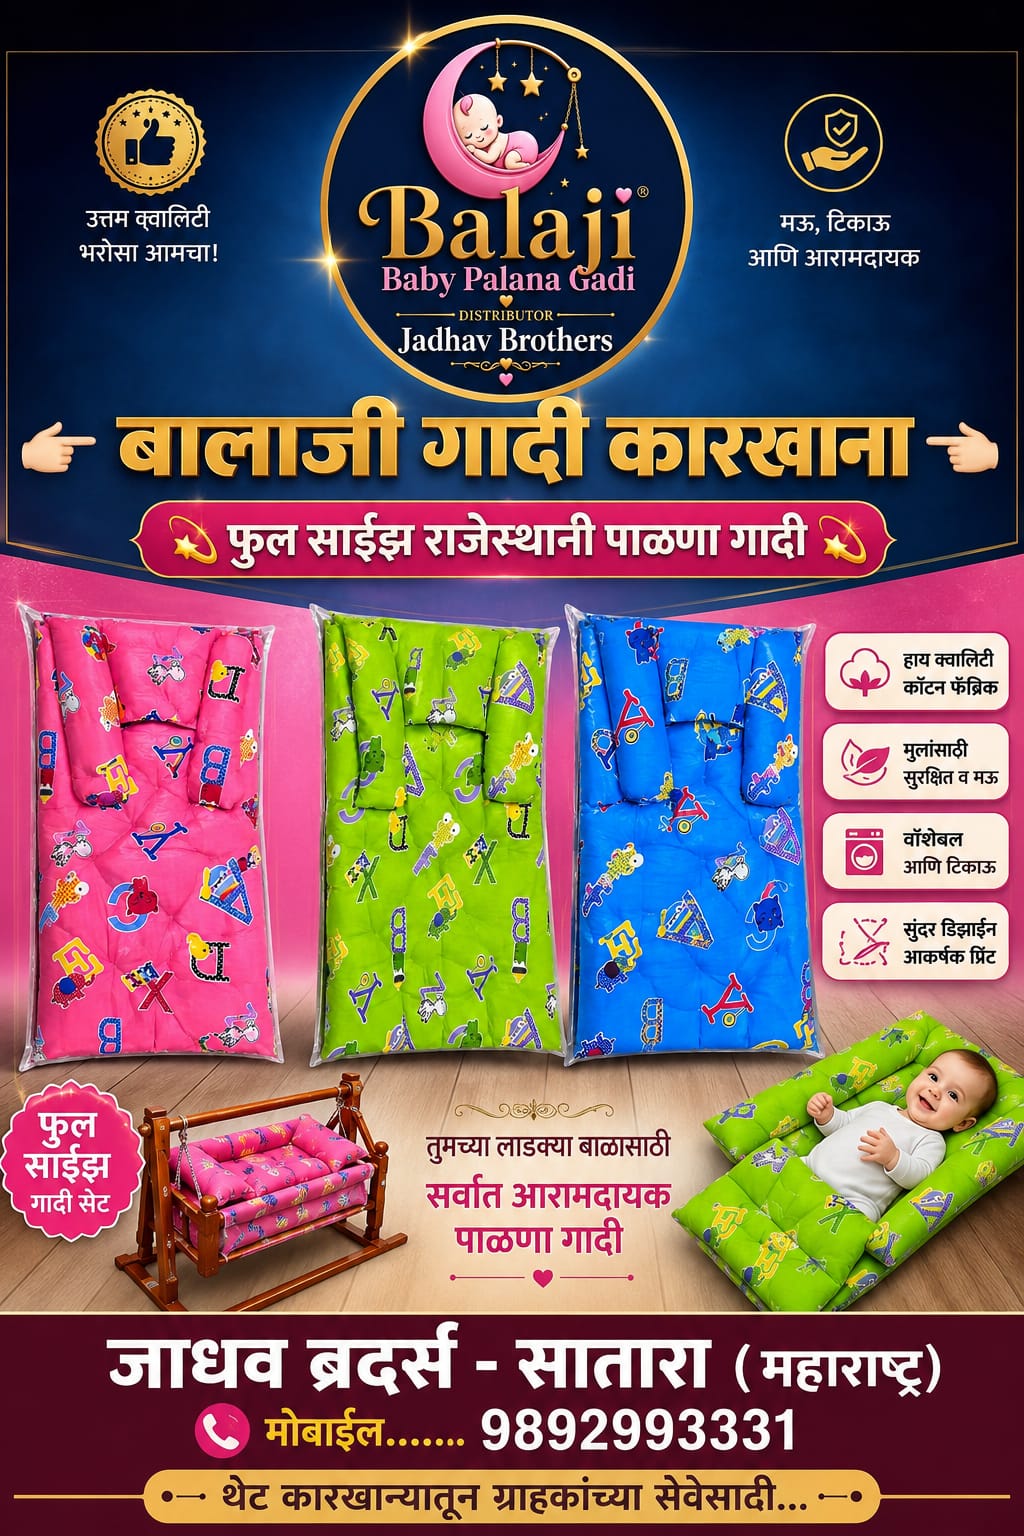 उत्तम क्वालिटी
भरोसा आमचा!
Balaji®
Baby Palana Gadi
DISTRIBUTOR
Jadhav Brothers
मऊ, टिकाऊ
आणि आरामदायक
बालाजी गादी कारखाना
फुल साईझ राजेस्थानी पाळणा गादी
हाय क्वालिटी
कॉटन फॅब्रिक
मुलांसाठी
सुरक्षित व मऊ
वॉशेबल
आणि टिकाऊ
सुंदर डिझाईन
आकर्षक प्रिंट
फुल
साईझ
गादी सेट
तुमच्या लाडक्या बाळासाठी
सर्वात आरामदायक
पाळणा गादी
जाधव ब्रदर्स - सातारा (महाराष्ट्र)
मोबाईल....... 9892993331
थेट कारखान्यातून ग्राहकांच्या सेवेसादी...